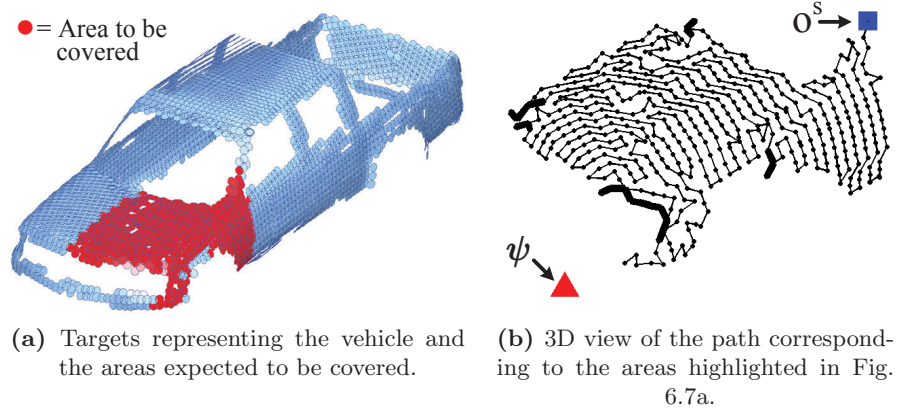 = Area to be
covered
O^S
ψ
(a) Targets representing the vehicle and
the areas expected to be covered.
(b) 3D view of the path correspond-
ing to the areas highlighted in Fig.
6.7a.